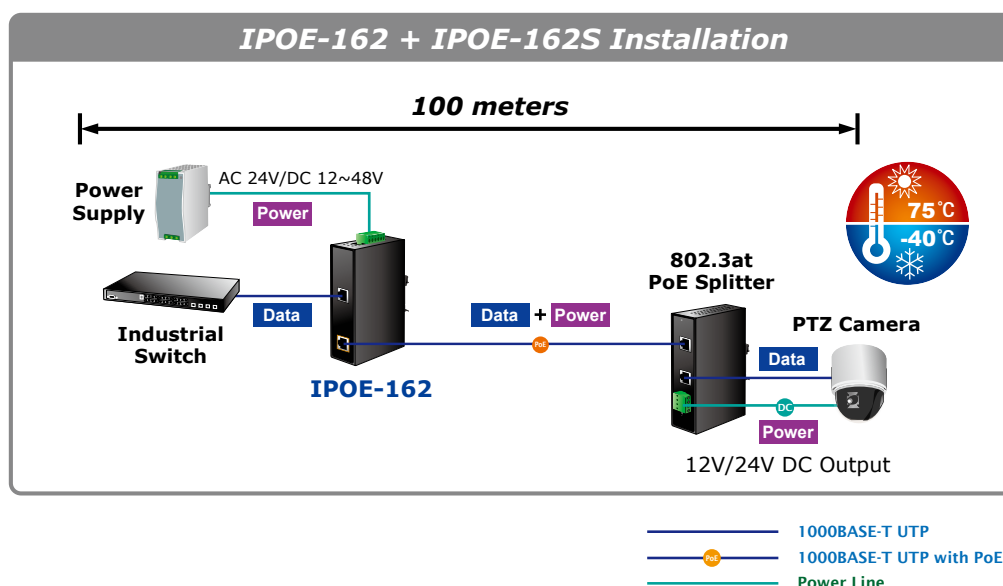 IPOE-162 + IPOE-162S Installation
100 meters
Power
Supply
AC 24V/DC 12~48V
Power
75°C
-40°C
802.3at
PoE Splitter
Industrial
Switch
Data
Data + Power
PoE
IPOE-162
PTZ Camera
Data
DC
Power
12V/24V DC Output
1000BASE-T UTP
PoE
1000BASE-T UTP with PoE
Power Line